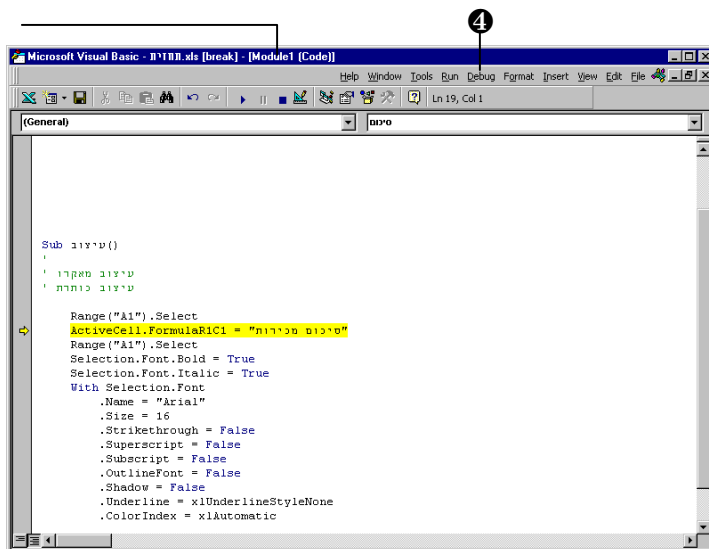 4
Microsoft Visual Basic - תחזית.xls [break] - [Module1 (Code)]
Help Window Tools Run Debug Format Insert View Edit File
Ln 19, Col 1
(General)
סיכום
Sub עיצוב()
'
' עיצוב מאקרו
' עיצוב כותרת
Range("A1").Select
ActiveCell.FormulaR1C1 = "סיכום מכירות"
Range("A1").Select
Selection.Font.Bold = True
Selection.Font.Italic = True
With Selection.Font
.Name = "Arial"
.Size = 16
.Strikethrough = False
.Superscript = False
.Subscript = False
.OutlineFont = False
.Shadow = False
.Underline = xlUnderlineStyleNone
.ColorIndex = xlAutomatic